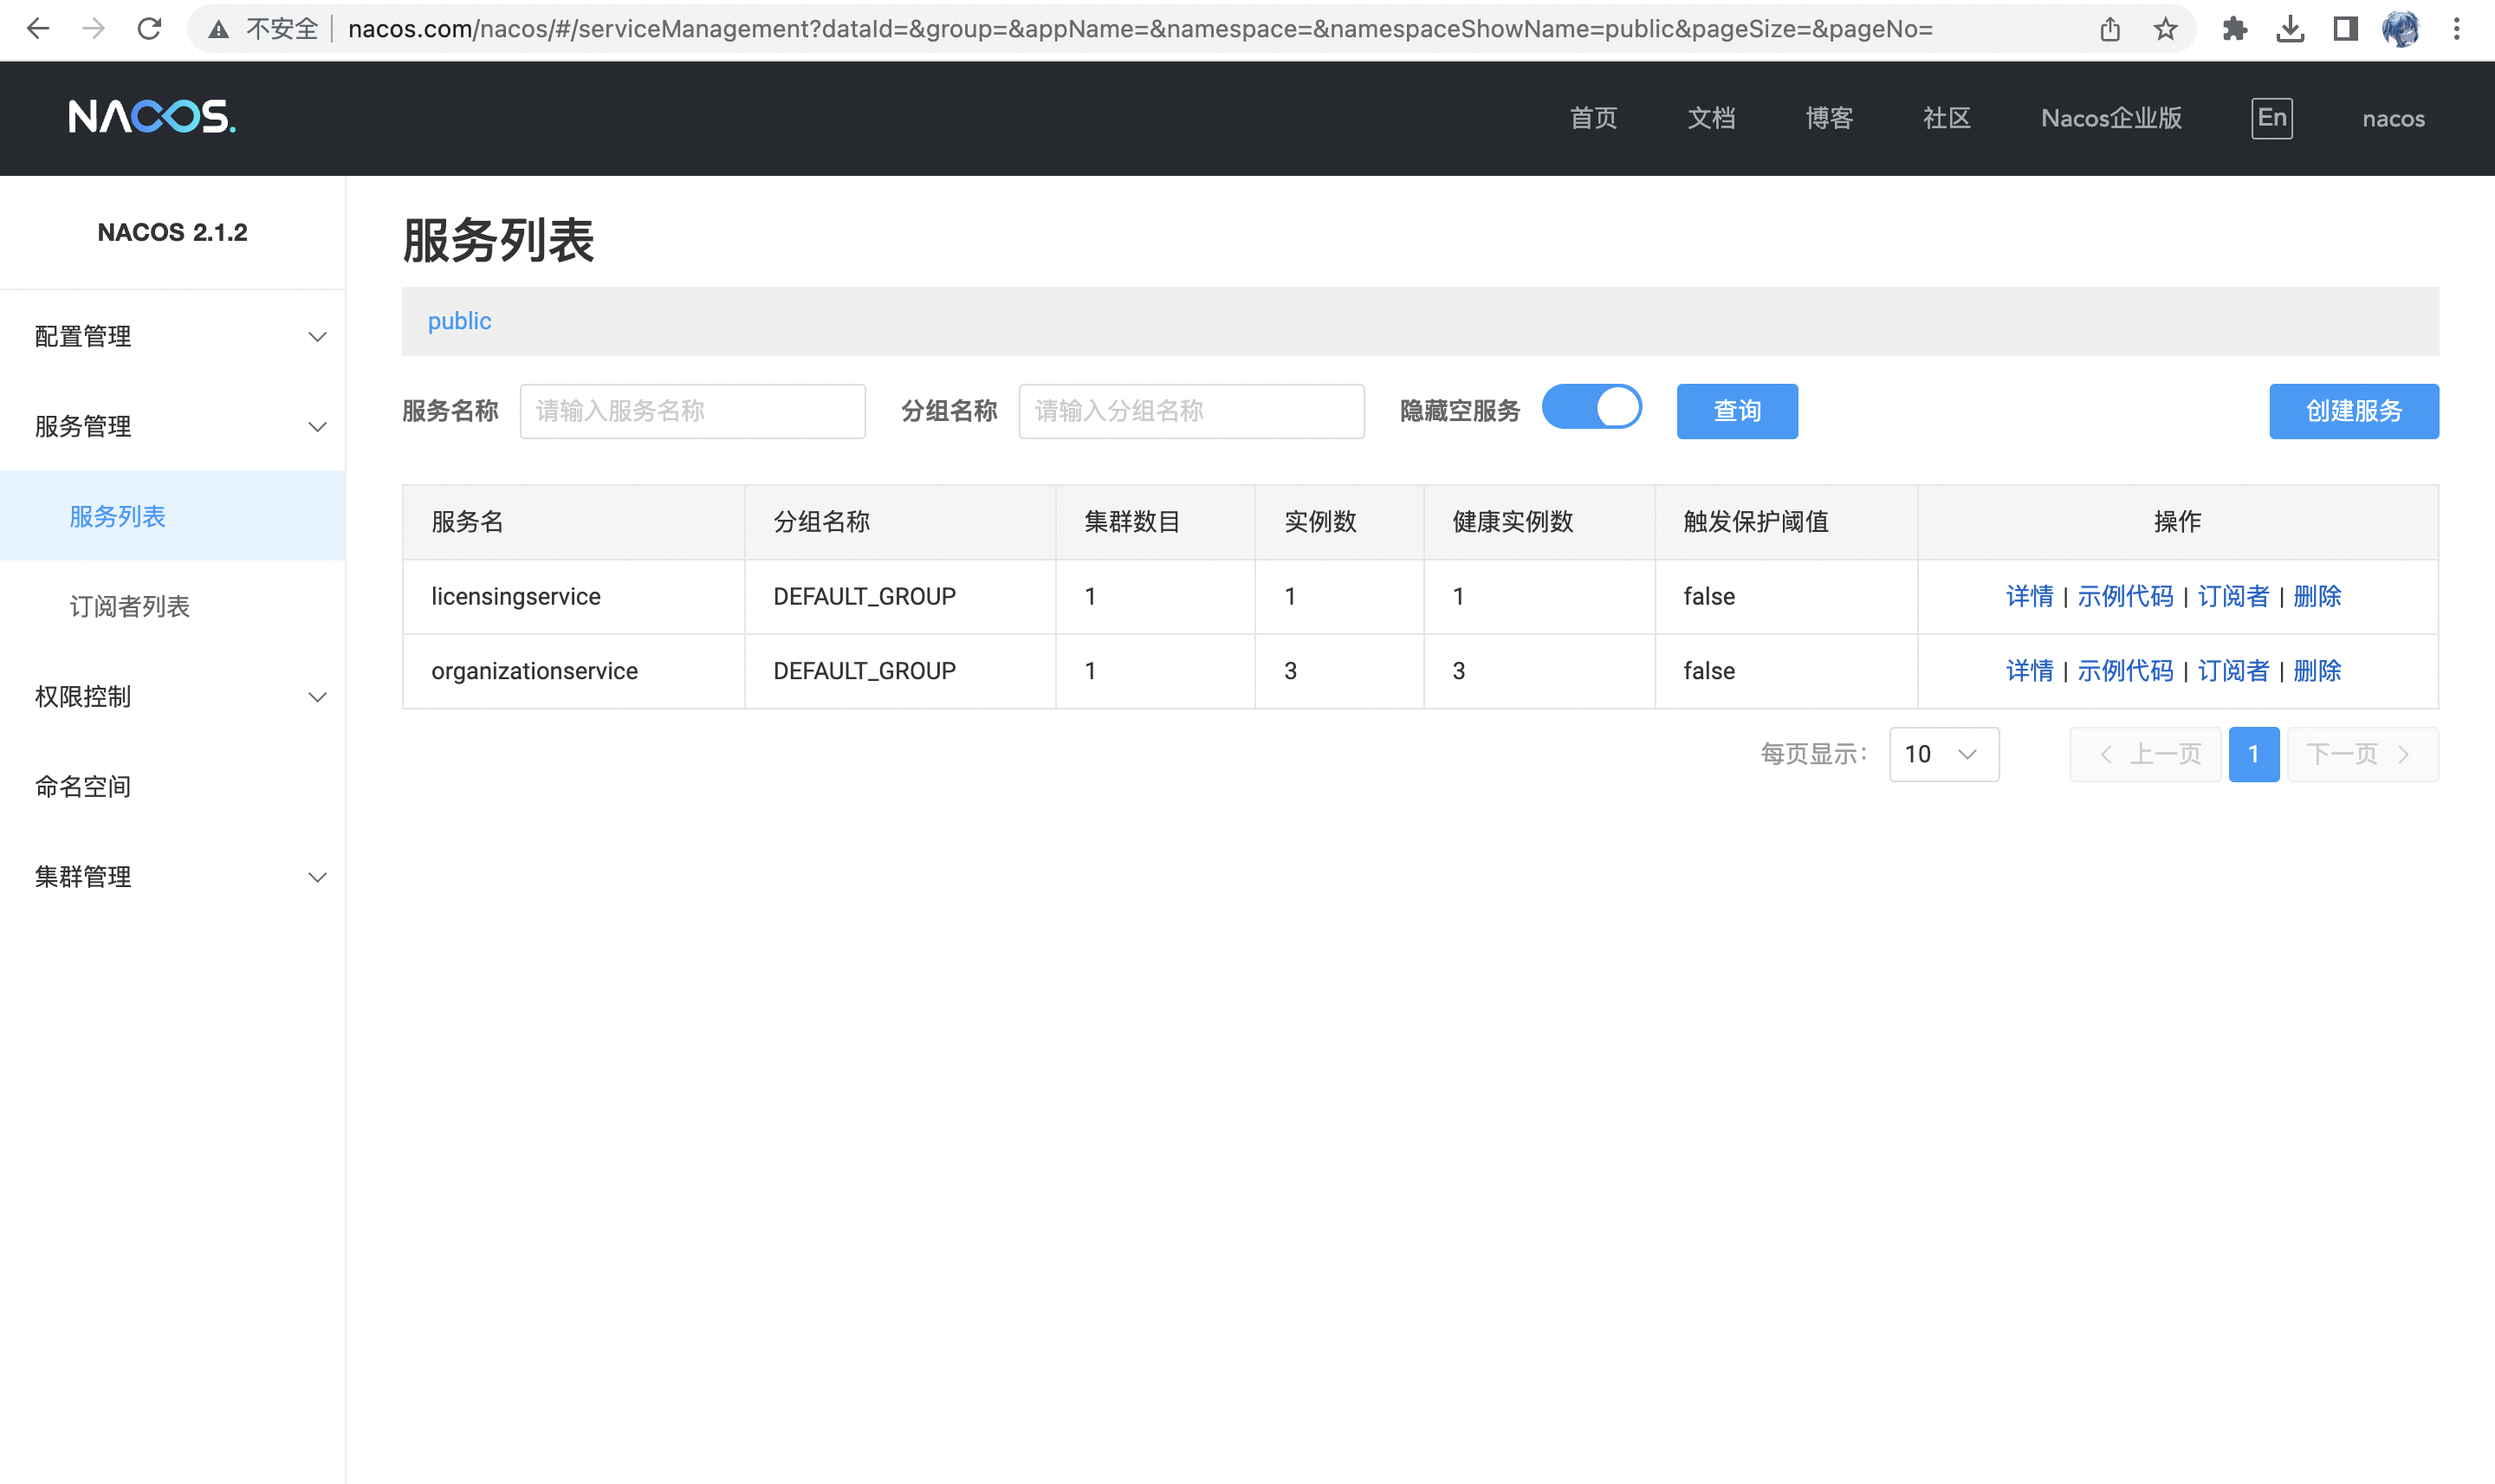 不安全 nacos.com/nacos/#/serviceManagement?dataId=&group=&appName=&namespace=&namespaceShowName=public&pageSize=&pageNo=
NACOS. 首页 文档 博客 社区 Nacos企业版 En nacos
NACOS 2.1.2
配置管理
服务管理
服务列表
订阅者列表
权限控制
命名空间
集群管理
服务列表
public
服务名称 请输入服务名称 分组名称 请输入分组名称 隐藏空服务 查询 创建服务
服务名 分组名称 集群数目 实例数 健康实例数 触发保护阈值 操作
licensingservice DEFAULT_GROUP 1 1 1 false 详情 | 示例代码 | 订阅者 | 删除
organizationservice DEFAULT_GROUP 1 3 3 false 详情 | 示例代码 | 订阅者 | 删除
每页显示: 10 上一页 1 下一页